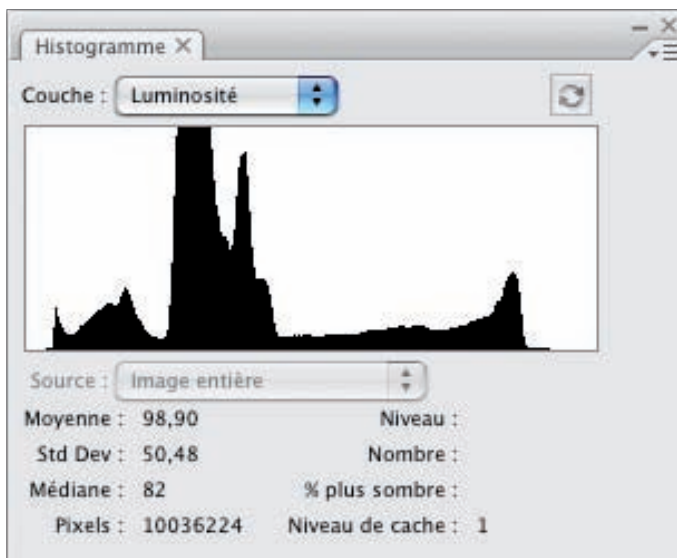 Histogramme
Couche : Luminosité
Source : Image entière
Moyenne : 98,90 Niveau :
Std Dev : 50,48 Nombre :
Médiane : 82 % plus sombre :
Pixels : 10036224 Niveau de cache : 1